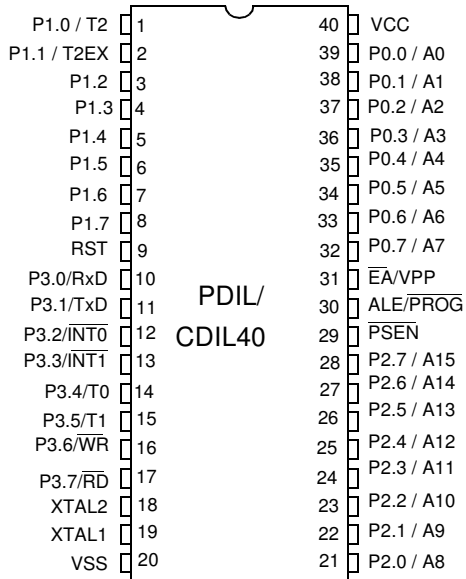 P1.0 / T2 1 40 VCC
P1.1 / T2EX 2 39 P0.0 / A0
P1.2 3 38 P0.1 / A1
P1.3 4 37 P0.2 / A2
P1.4 5 36 P0.3 / A3
P1.5 6 35 P0.4 / A4
P1.6 7 34 P0.5 / A5
P1.7 8 33 P0.6 / A6
RST 9 32 P0.7 / A7
P3.0/RxD 10 31 E̅A̅/VPP
P3.1/TxD 11 PDIL/ 30 ALE/P̅R̅O̅G̅
P3.2/I̅N̅T̅0̅ 12 CDIL40 29 P̅S̅E̅N̅
P3.3/I̅N̅T̅1̅ 13 28 P2.7 / A15
P3.4/T0 14 27 P2.6 / A14
P3.5/T1 15 26 P2.5 / A13
P3.6/W̅R̅ 16 25 P2.4 / A12
P3.7/R̅D̅ 17 24 P2.3 / A11
XTAL2 18 23 P2.2 / A10
XTAL1 19 22 P2.1 / A9
VSS 20 21 P2.0 / A8